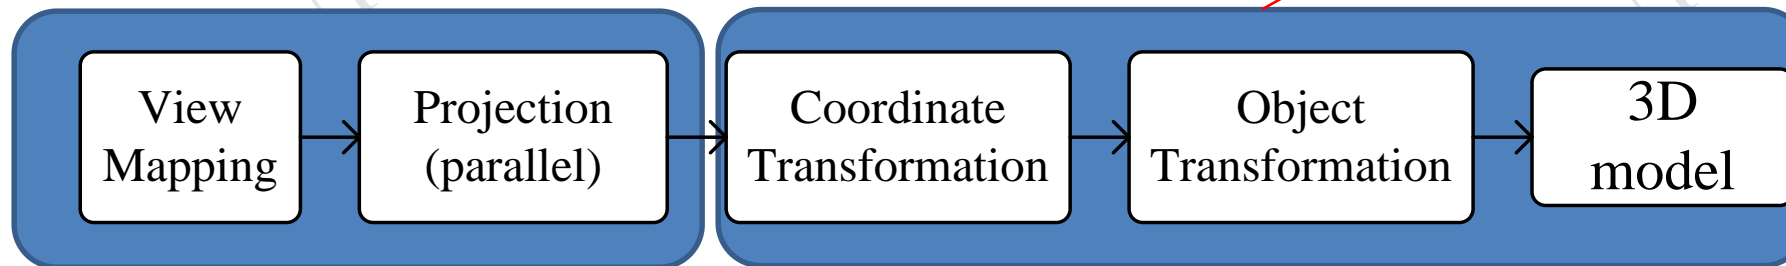 View
Mapping
Projection
(parallel)
Coordinate
Transformation
Object
Transformation
3D
model